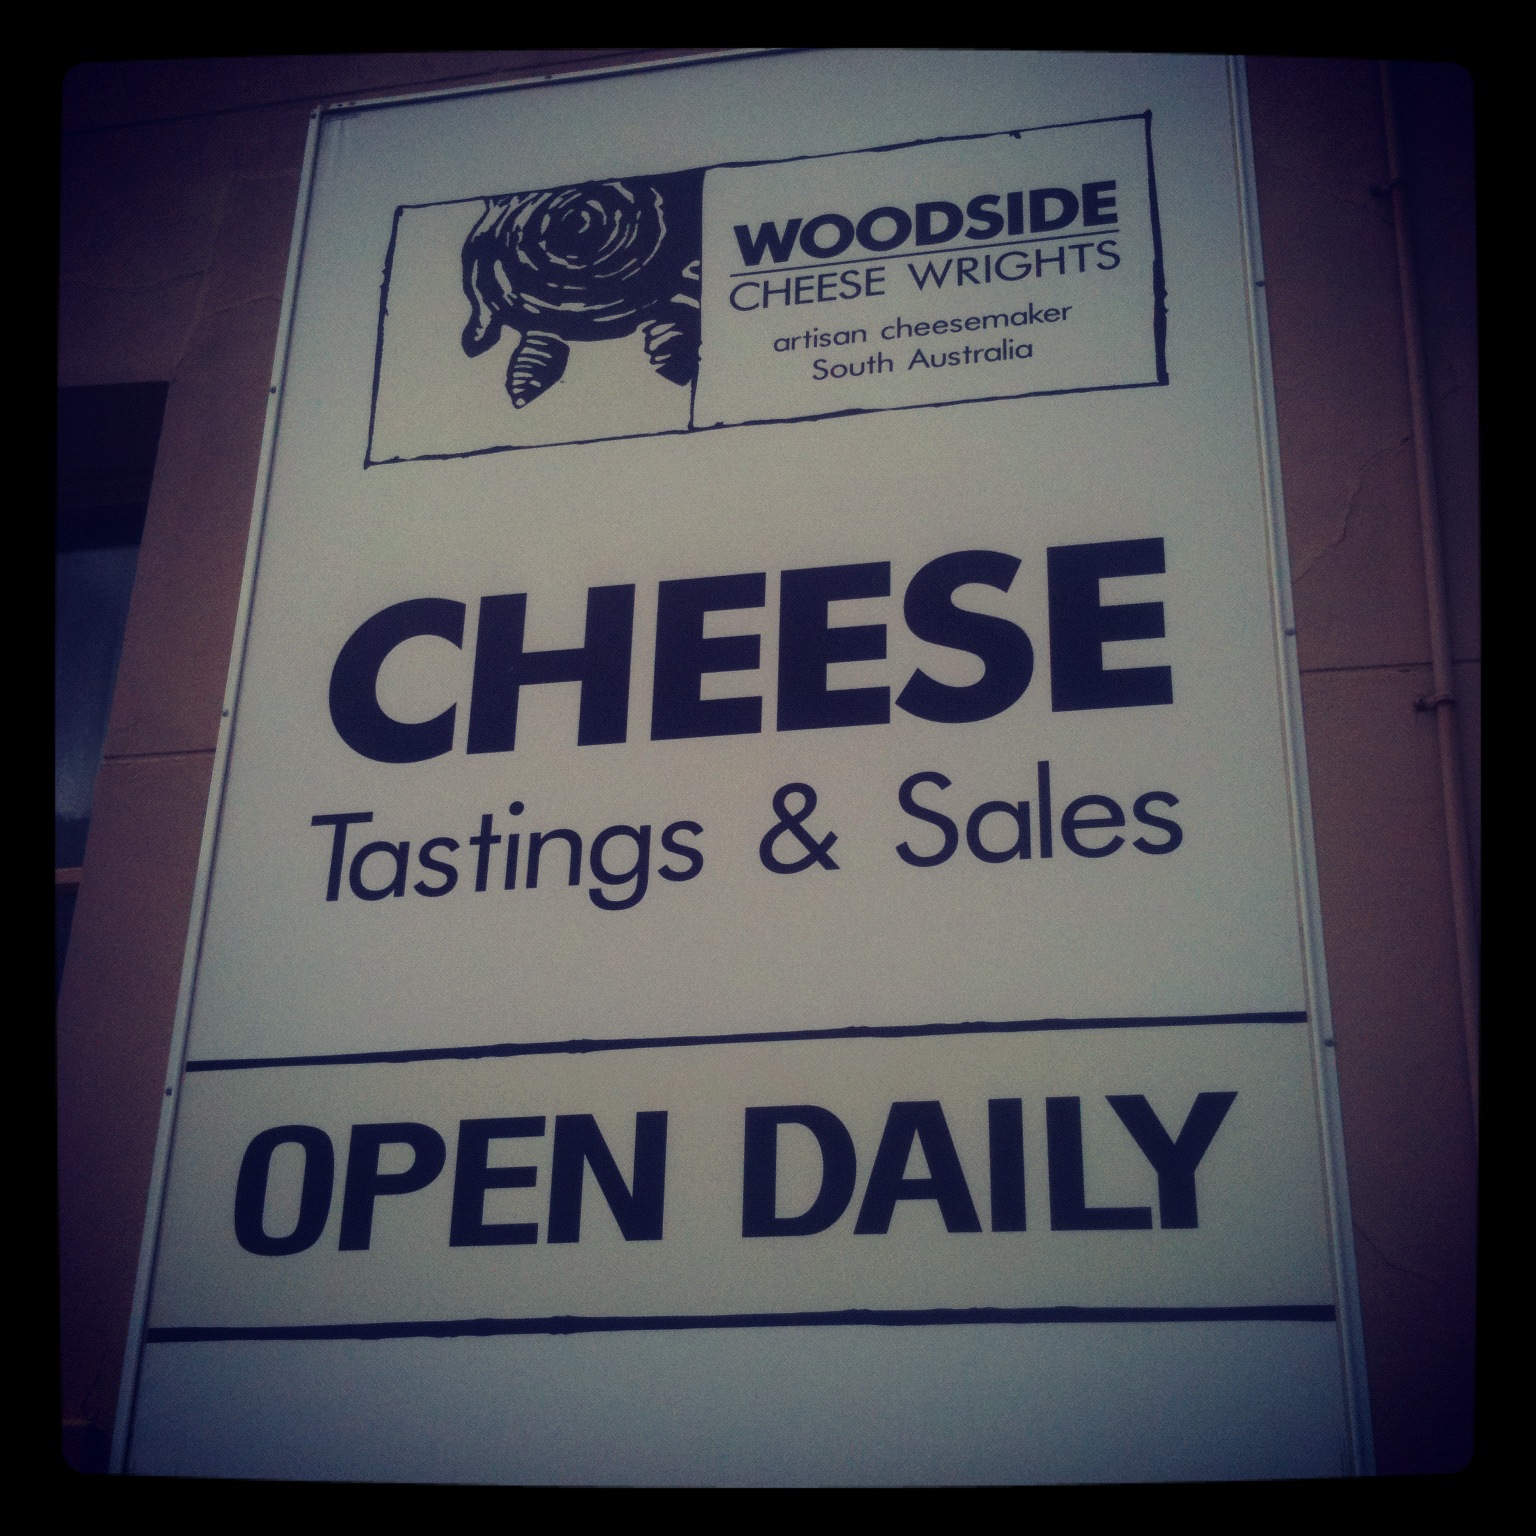 WOODSIDE
CHEESE WRIGHTS
artisan cheesemaker
South Australia
CHEESE
Tastings & Sales
OPEN DAILY